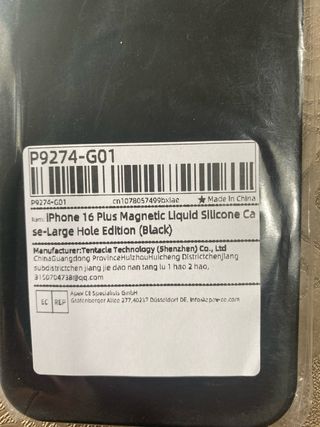 P9274-G01
P9274-G01 cn1078057499bxiae ★ Made in China
Item: iPhone 16 Plus Magnetic Liquid Silicone Ca
se-Large Hole Edition (Black)
Manufacturer:Tentacle Technology (Shenzhen) Co., Ltd
ChinaGuangdong ProvinceHuizhouHuicheng DistrictchenJiang
subdistrictchen jiang jie dao nan tang lu 1 hao 2 hao,
3150704738@qq.com
EC REP
Apex CE Specialists GmbH
Grafenberger Allee 277,40237 Düsseldorf DE, info@apex-ce.com